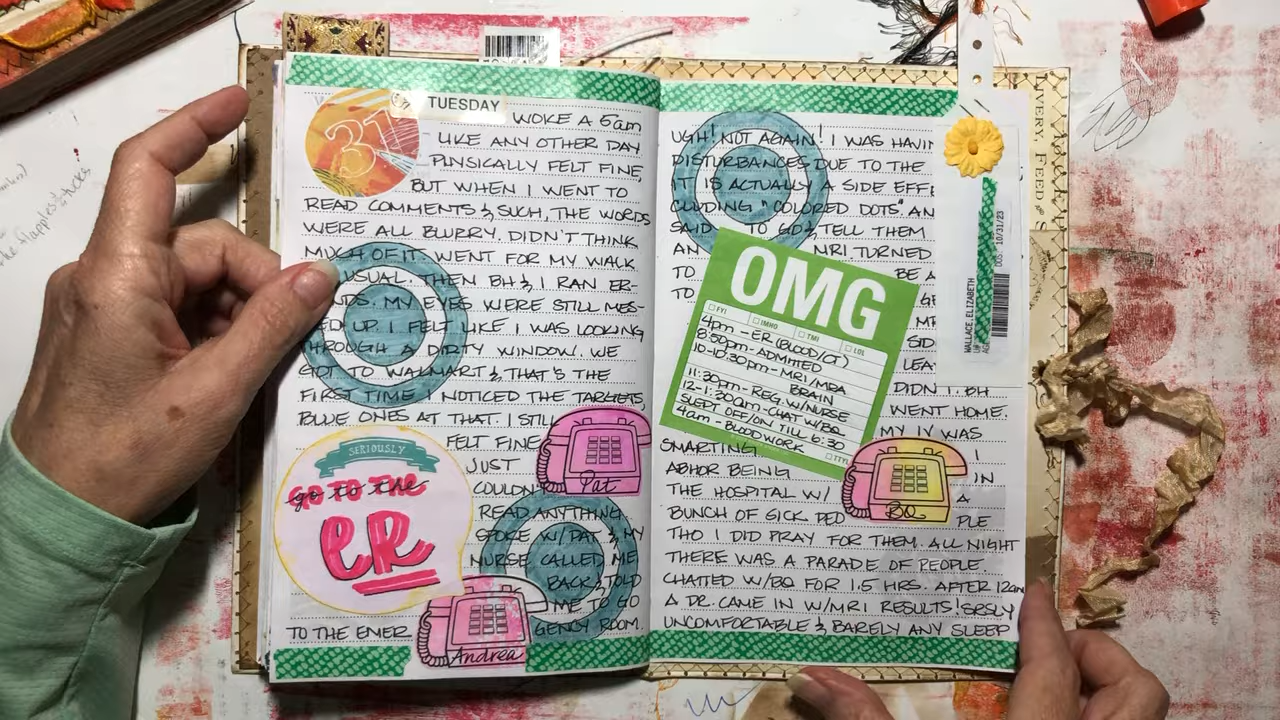 31 TUESDAY
WOKE A 5am
LIKE ANY OTHER DAY
PHYSICALLY FELT FINE,
BUT WHEN I WENT TO
READ COMMENTS & SUCH, THE WORDS
WERE ALL BLURRY. DIDN'T THINK
MUCH OF IT, WENT FOR MY WALK
USUAL. THEN BH & I RAN ER-
MY EYES WERE STILL MES-
SED UP. I FELT LIKE I WAS LOOKING
THROUGH A DIRTY WINDOW. WE
GOT TO WALMART & THAT'S THE
FIRST TIME I NOTICED THE TARGETS,
BLUE ONES AT THAT. I STILL
FELT FINE
JUST
COULDN'
READ ANYTHING.
SPOKE W/ PAT & MY
NURSE CALLED ME
BACK & TOLD
ME TO GO
TO THE EMER GENCY ROOM.
SERIOUSLY
go to the
ER
Pat
Andrea
UGH! NOT AGAIN! I WAS HAVIN
DISTURBANCES DUE TO THE
IT IS ACTUALLY A SIDE EFFE
CLUDING "COLORED DOTS" AN
SAID TO GO & TELL THEM
AN MRI. TURNED
TO BE A
TO
SID
LEA
DIDN'T. BH
WENT HOME.
MY IV WAS
SMARTING. I
ABHOR BEING IN
THE HOSPITAL W/ A
BUNCH OF SICK PEO PLE
THO I DID PRAY FOR THEM. ALL NIGHT
THERE WAS A PARADE OF PEOPLE.
CHATTED W/BQ FOR 1.5 HRS. AFTER 12am
A DR. CAME IN W/MRI RESULTS! SRSLY
UNCOMFORTABLE & BARELY ANY SLEEP
OMG
FYI IMHO TMI LOL
4pm - ER (BLOOD/CT)
8:50pm - ADMITTED
10-10:30pm - MRI/MRA
BRAIN
11:30pm - REG. W/NURSE
12-1:30am - CHAT W/BQ
SLEPT OFF/ON TILL 6:30
4am - BLOODWORK
TTYL
BQ
WALLACE, ELIZABETH
10/31/23
VERY: FEED